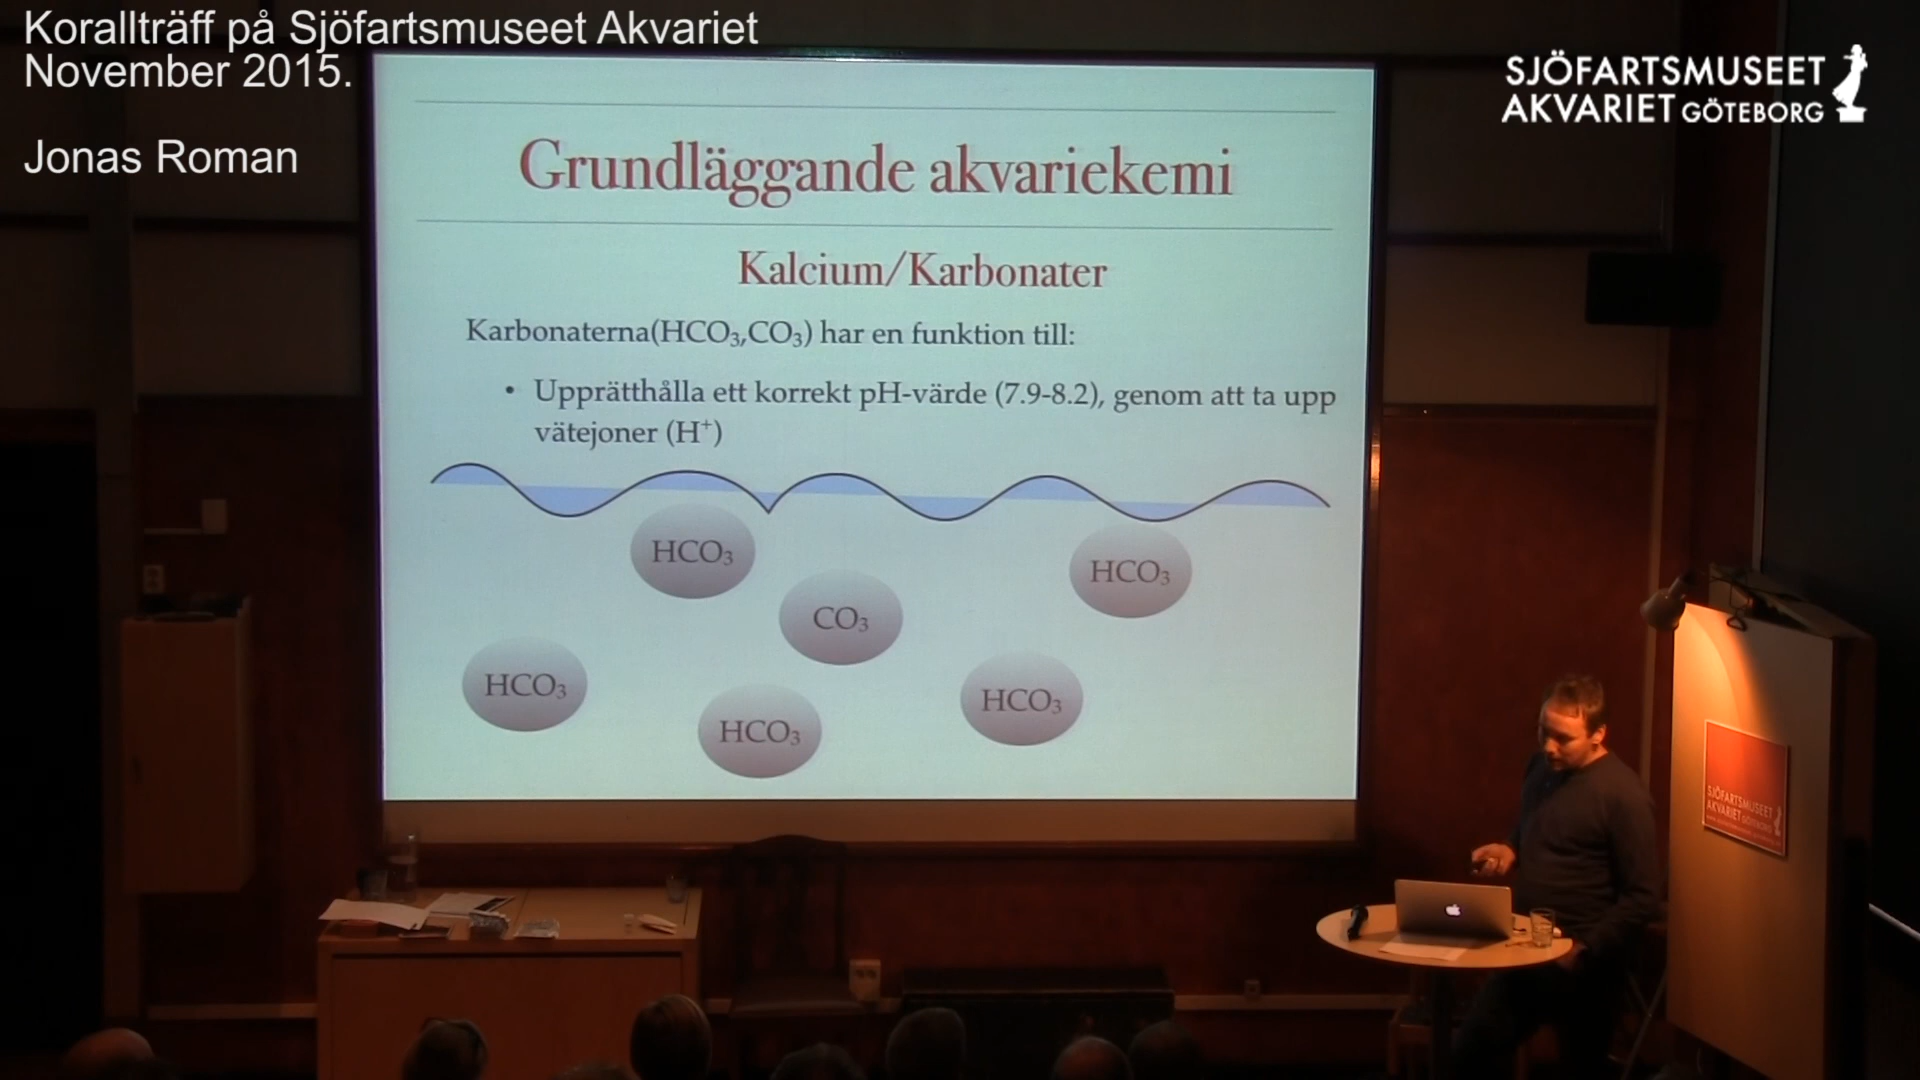 Korallträff på Sjöfartsmuseet Akvariet
November 2015.
Jonas Roman
SJÖFARTSMUSEET
AKVARIET GÖTEBORG
Grundläggande akvariekemi
Kalcium/Karbonater
Karbonaterna(HCO₃,CO₃) har en funktion till:
• Upprätthålla ett korrekt pH-värde (7.9-8.2), genom att ta upp
vätejoner (H⁺)
HCO₃
HCO₃
CO₃
HCO₃
HCO₃
HCO₃
SJÖFARTSMUSEET
AKVARIET GÖTEBORG